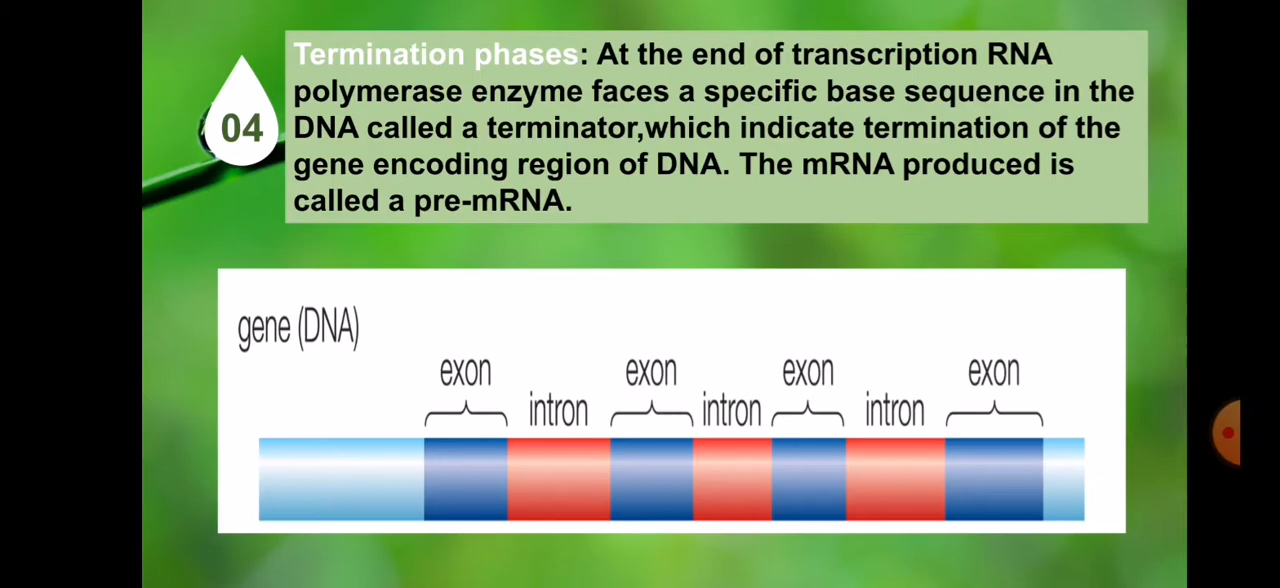 04
Termination phases: At the end of transcription RNA
polymerase enzyme faces a specific base sequence in the
DNA called a terminator,which indicate termination of the
gene encoding region of DNA. The mRNA produced is
called a pre-mRNA.
gene (DNA)
exon exon exon exon
intron intron intron